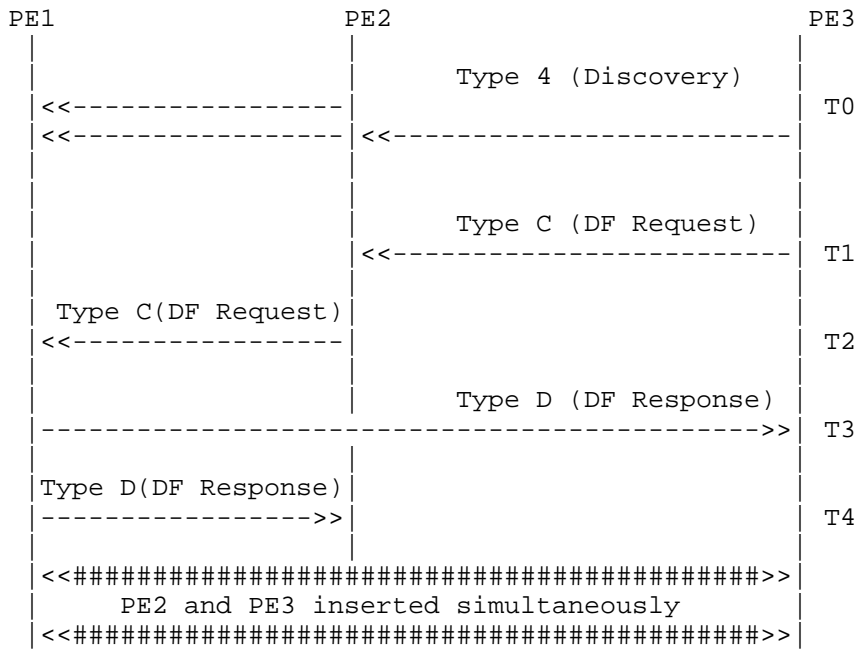 PE1 PE2 PE3
Type 4 (Discovery)
<<----------------- T0
<<----------------- <<-------------------------
Type C (DF Request)
<<------------------------- T1
Type C(DF Request)
<<----------------- T2
Type D (DF Response)
--------------------------------------------->> T3
Type D(DF Response)
----------------->> T4
<<###########################################>>
PE2 and PE3 inserted simultaneously
<<###########################################>>